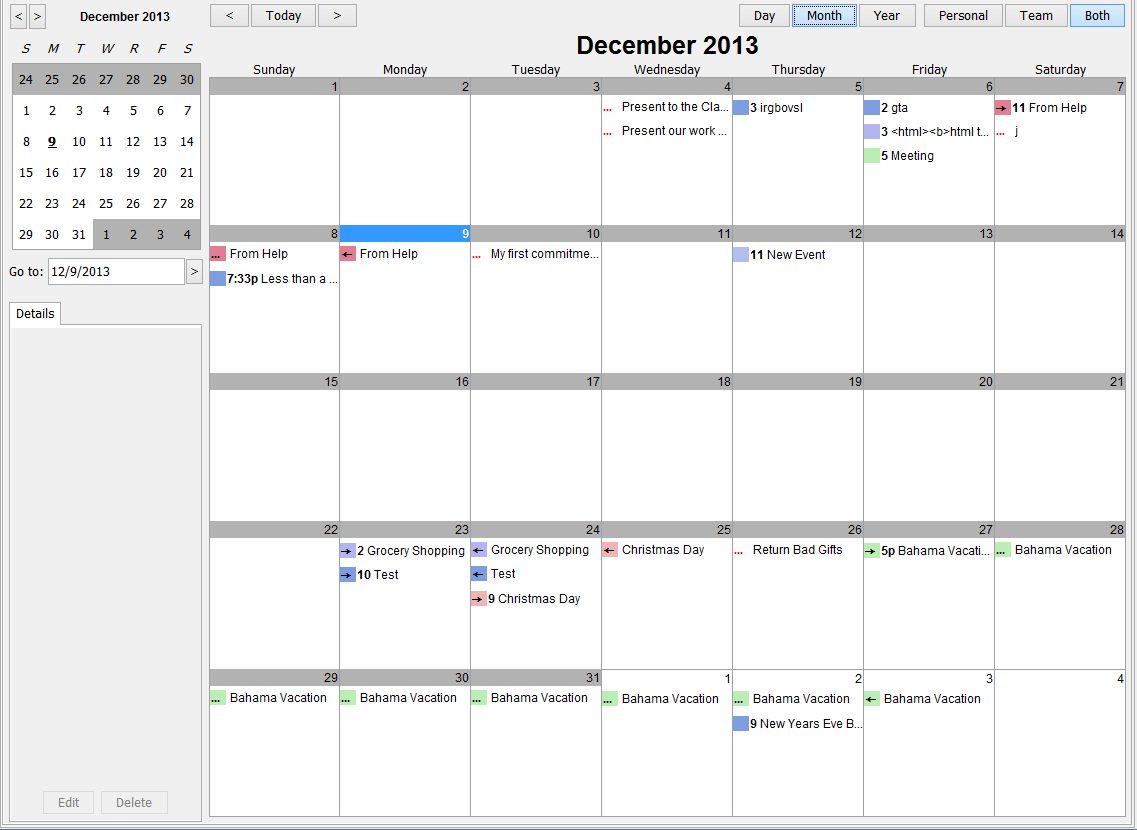 < > December 2013
S M T W R F S
24 25 26 27 28 29 30
1 2 3 4 5 6 7
8 9 10 11 12 13 14
15 16 17 18 19 20 21
22 23 24 25 26 27 28
29 30 31 1 2 3 4
Go to: 12/9/2013 >
Details
Edit Delete
< Today > Day Month Year Personal Team Both
December 2013
Sunday Monday Tuesday Wednesday Thursday Friday Saturday
1 2 3 4 5 6 7
... Present to the Cla... 3 irgbovsl 2 gta → 11 From Help
... Present our work ... 3 <html><b>html t... ... j
5 Meeting
8 9 10 11 12 13 14
... From Help ← From Help ... My first commitme... 11 New Event
7:33p Less than a ...
15 16 17 18 19 20 21
22 23 24 25 26 27 28
→ 2 Grocery Shopping ← Grocery Shopping ← Christmas Day ... Return Bad Gifts → 5p Bahama Vacati... ... Bahama Vacation
→ 10 Test ← Test
→ 9 Christmas Day
29 30 31 1 2 3 4
... Bahama Vacation ... Bahama Vacation ... Bahama Vacation ... Bahama Vacation ... Bahama Vacation ← Bahama Vacation
9 New Years Eve B...